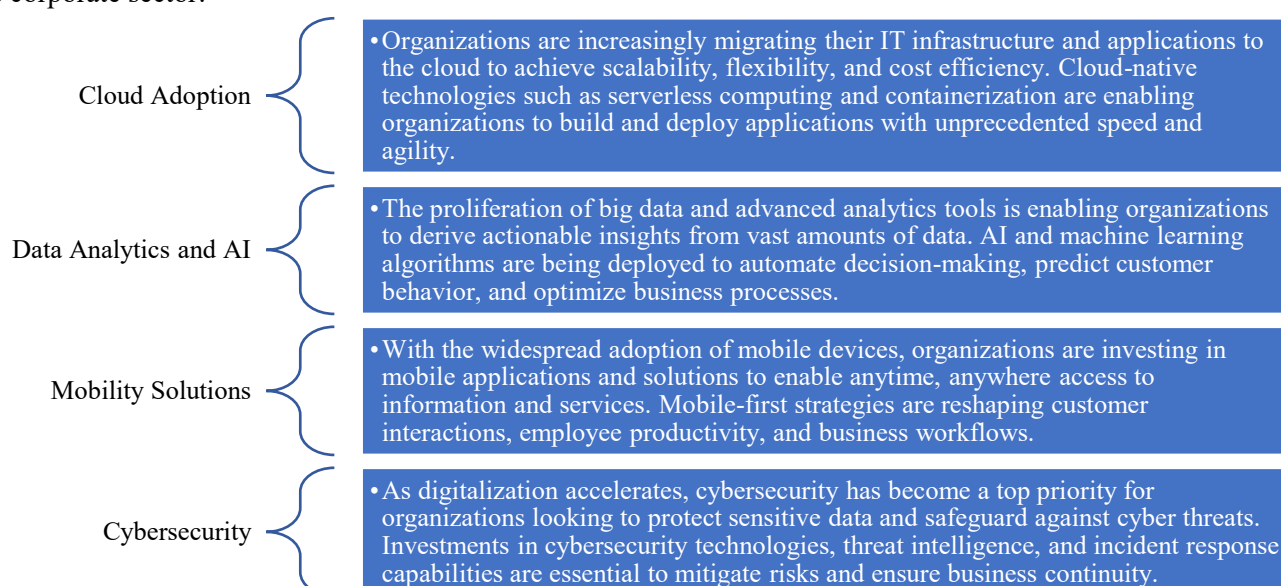 corporate sector.
Cloud Adoption
•Organizations are increasingly migrating their IT infrastructure and applications to
the cloud to achieve scalability, flexibility, and cost efficiency. Cloud-native
technologies such as serverless computing and containerization are enabling
organizations to build and deploy applications with unprecedented speed and
agility.
Data Analytics and AI
•The proliferation of big data and advanced analytics tools is enabling organizations
to derive actionable insights from vast amounts of data. AI and machine learning
algorithms are being deployed to automate decision-making, predict customer
behavior, and optimize business processes.
Mobility Solutions
•With the widespread adoption of mobile devices, organizations are investing in
mobile applications and solutions to enable anytime, anywhere access to
information and services. Mobile-first strategies are reshaping customer
interactions, employee productivity, and business workflows.
Cybersecurity
•As digitalization accelerates, cybersecurity has become a top priority for
organizations looking to protect sensitive data and safeguard against cyber threats.
Investments in cybersecurity technologies, threat intelligence, and incident response
capabilities are essential to mitigate risks and ensure business continuity.